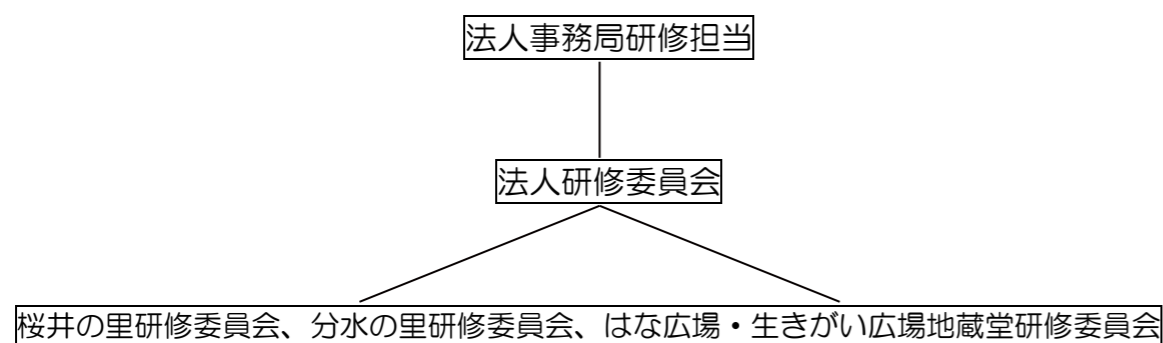 法人事務局研修担当
法人研修委員会
桜井の里研修委員会、分水の里研修委員会、はな広場・生きがい広場地蔵堂研修委員会